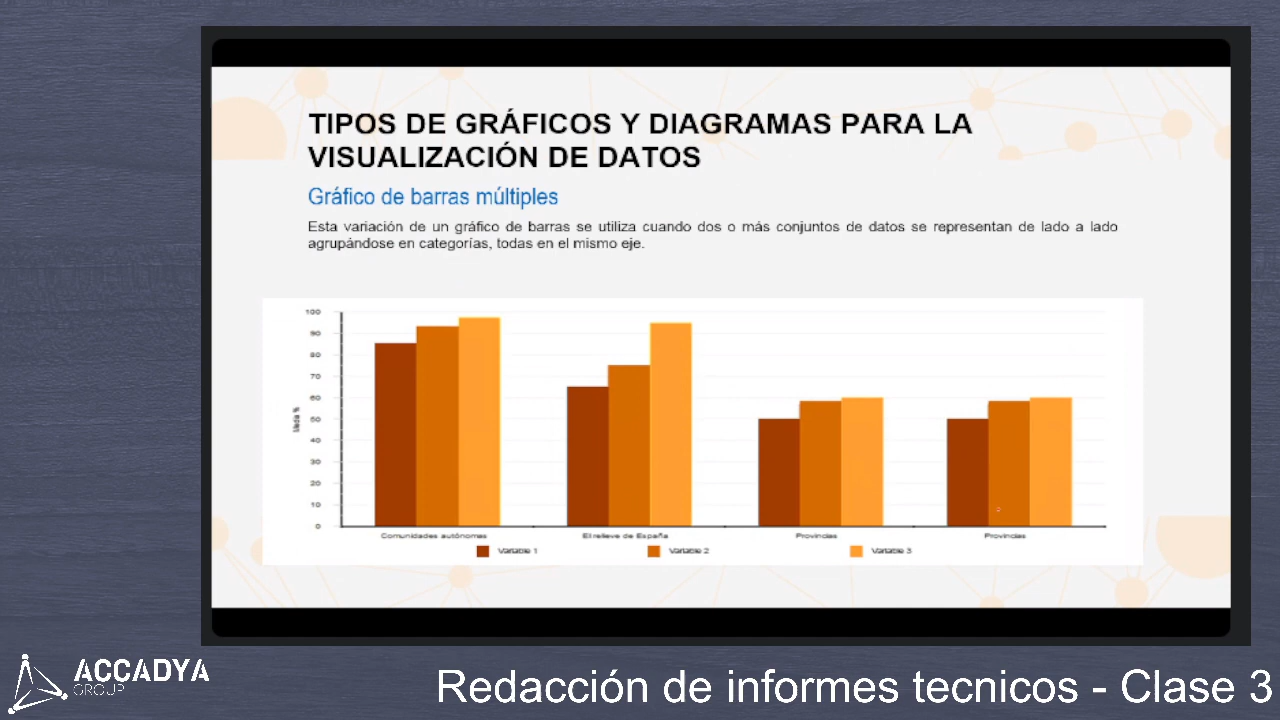 TIPOS DE GRÁFICOS Y DIAGRAMAS PARA LA
VISUALIZACIÓN DE DATOS
Gráfico de barras múltiples
Esta variación de un gráfico de barras se utiliza cuando dos o más conjuntos de datos se representan de lado a lado
agrupándose en categorías, todas en el mismo eje.
100
90
80
70
60
50
40
30
20
10
0
Media %
Comunidades autónomas
El relieve de España
Provincias
Provincias
Variable 1
Variable 2
Variable 3
ACCADYA
GROUP
Redacción de informes tecnicos - Clase 3